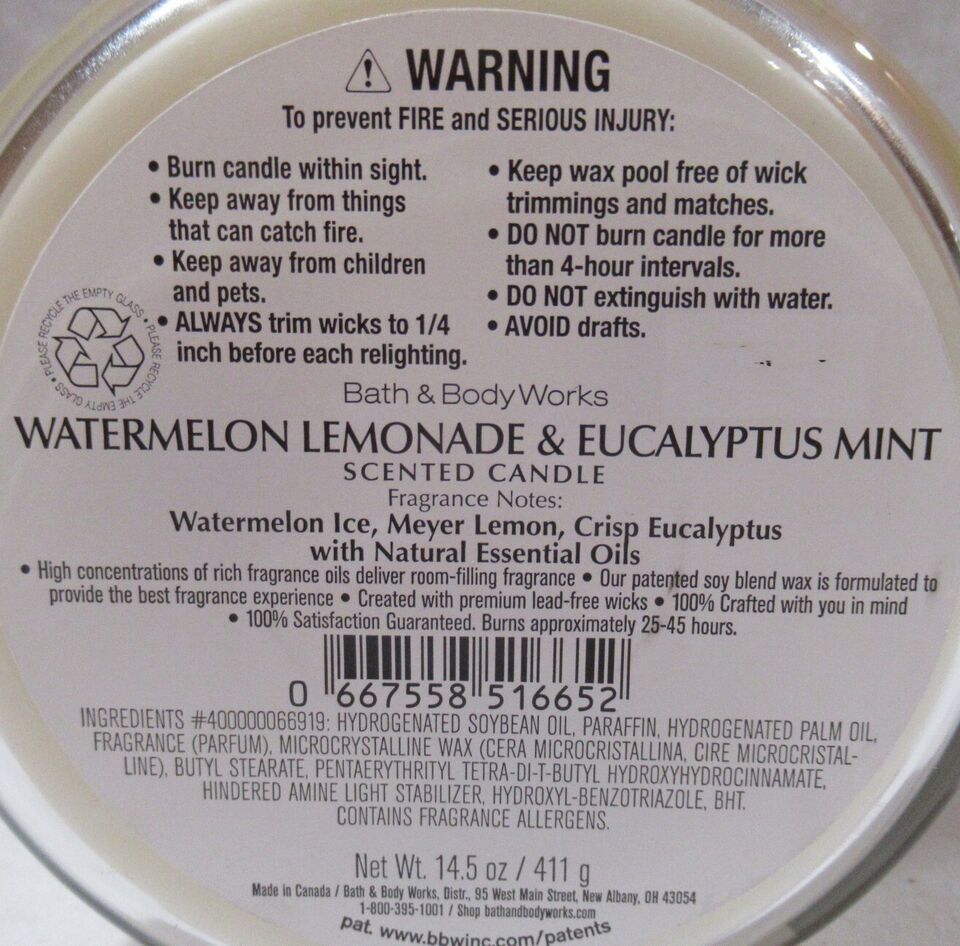 WARNING
To prevent FIRE and SERIOUS INJURY:
• Burn candle within sight.
• Keep away from things
that can catch fire.
• Keep away from children
and pets.
• ALWAYS trim wicks to 1/4
inch before each relighting.
• Keep wax pool free of wick
trimmings and matches.
• DO NOT burn candle for more
than 4-hour intervals.
• DO NOT extinguish with water.
• AVOID drafts.
PLEASE RECYCLE THE EMPTY GLASS • PLEASE RECYCLE THE EMPTY GLASS •
Bath & Body Works
WATERMELON LEMONADE & EUCALYPTUS MINT
SCENTED CANDLE
Fragrance Notes:
Watermelon Ice, Meyer Lemon, Crisp Eucalyptus
with Natural Essential Oils
• High concentrations of rich fragrance oils deliver room-filling fragrance • Our patented soy blend wax is formulated to
provide the best fragrance experience • Created with premium lead-free wicks • 100% Crafted with you in mind
• 100% Satisfaction Guaranteed. Burns approximately 25-45 hours.
0 667558 516652
INGREDIENTS #400000066919: HYDROGENATED SOYBEAN OIL, PARAFFIN, HYDROGENATED PALM OIL,
FRAGRANCE (PARFUM), MICROCRYSTALLINE WAX (CERA MICROCRISTALLINA, CIRE MICROCRISTAL-
LINE), BUTYL STEARATE, PENTAERYTHRITYL TETRA-DI-T-BUTYL HYDROXYHYDROCINNAMATE,
HINDERED AMINE LIGHT STABILIZER, HYDROXYL-BENZOTRIAZOLE, BHT.
CONTAINS FRAGRANCE ALLERGENS.
Net Wt. 14.5 oz / 411 g
Made in Canada / Bath & Body Works, Distr., 95 West Main Street, New Albany, OH 43054
1-800-395-1001 / Shop bathandbodyworks.com
pat. www.bbwinc.com/patents